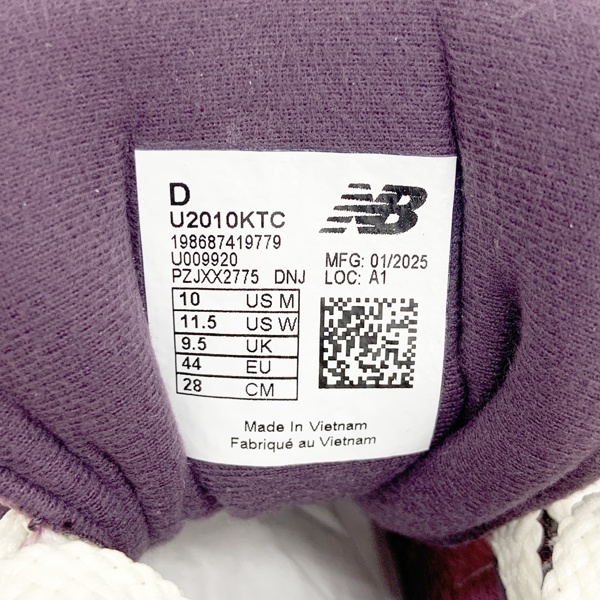 D
U2010KTC
198687419779
U009920
PZJXX2775 DNJ
NB
MFG: 01/2025
LOC: A1
10 US M
11.5 US W
9.5 UK
44 EU
28 CM
Made In Vietnam
Fabriqué au Vietnam